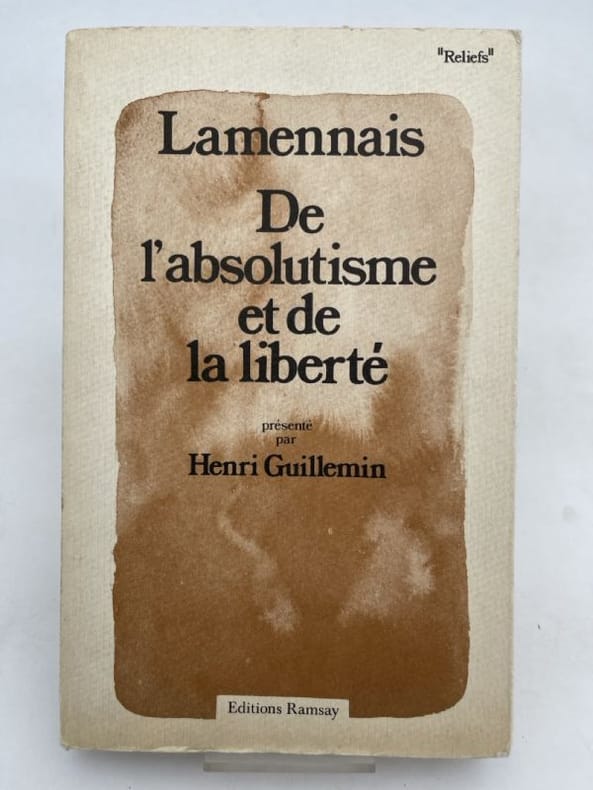 "Reliefs"
Lamennais
De
l'absolutisme
et de
la liberté
présenté
par
Henri Guillemin
Editions Ramsay